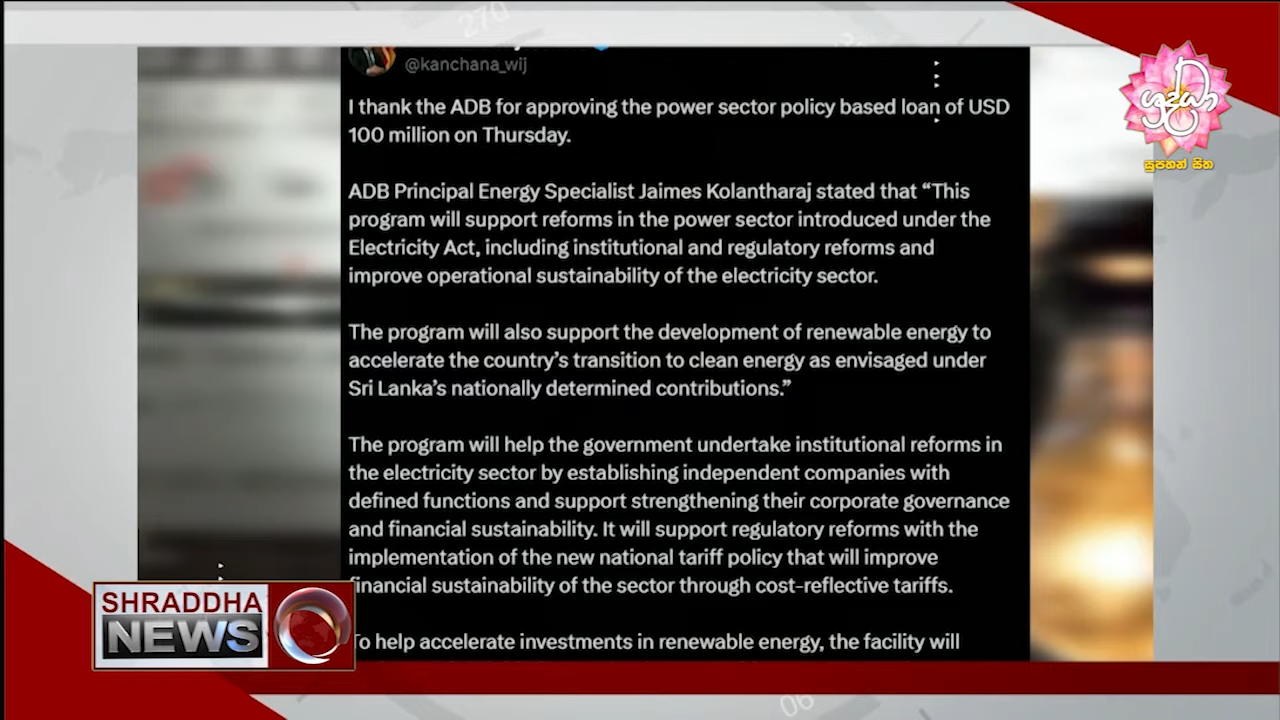 @kanchana_wij
I thank the ADB for approving the power sector policy based loan of USD
100 million on Thursday.
ADB Principal Energy Specialist Jaimes Kolantharaj stated that “This
program will support reforms in the power sector introduced under the
Electricity Act, including institutional and regulatory reforms and
improve operational sustainability of the electricity sector.
The program will also support the development of renewable energy to
accelerate the country’s transition to clean energy as envisaged under
Sri Lanka’s nationally determined contributions.”
The program will help the government undertake institutional reforms in
the electricity sector by establishing independent companies with
defined functions and support strengthening their corporate governance
and financial sustainability. It will support regulatory reforms with the
implementation of the new national tariff policy that will improve
financial sustainability of the sector through cost-reflective tariffs.
To help accelerate investments in renewable energy, the facility will
ශ්‍රද්ධා
සුපහන් සිත
SHRADDHA
NEWS
270
06